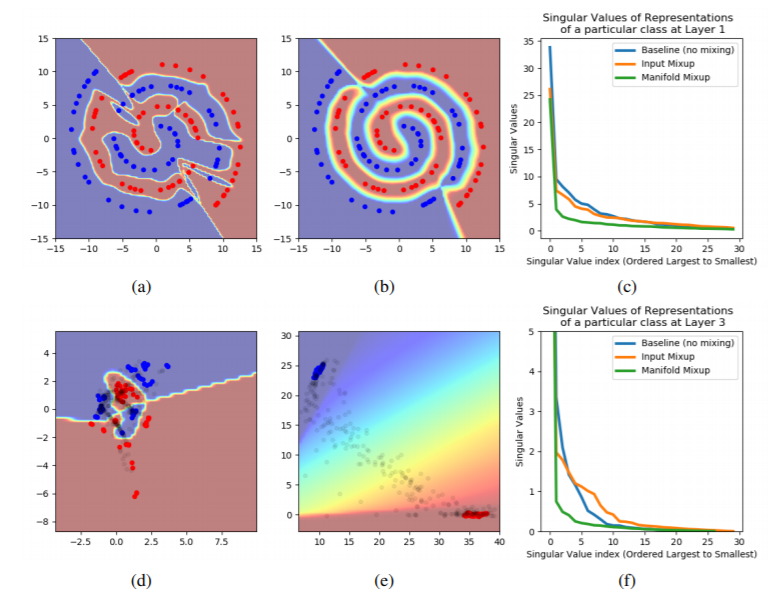 Singular Values of Representations
of a particular class at Layer 1
15
10
5
0
−5
−10
−15
−15 −10 −5 0 5 10 15
(a)
15
10
5
0
−5
−10
−15
−15 −10 −5 0 5 10 15
(b)
Singular Values
35
30
25
20
15
10
5
0
Baseline (no mixing)
Input Mixup
Manifold Mixup
0 5 10 15 20 25 30
Singular Value index (Ordered Largest to Smallest)
(c)
Singular Values of Representations
of a particular class at Layer 3
4
2
0
−2
−4
−6
−8
−2.5 0.0 2.5 5.0 7.5
(d)
30
25
20
15
10
5
0
10 15 20 25 30 35 40
(e)
Singular Values
5
4
3
2
1
0
Baseline (no mixing)
Input Mixup
Manifold Mixup
0 5 10 15 20 25 30
Singular Value index (Ordered Largest to Smallest)
(f)